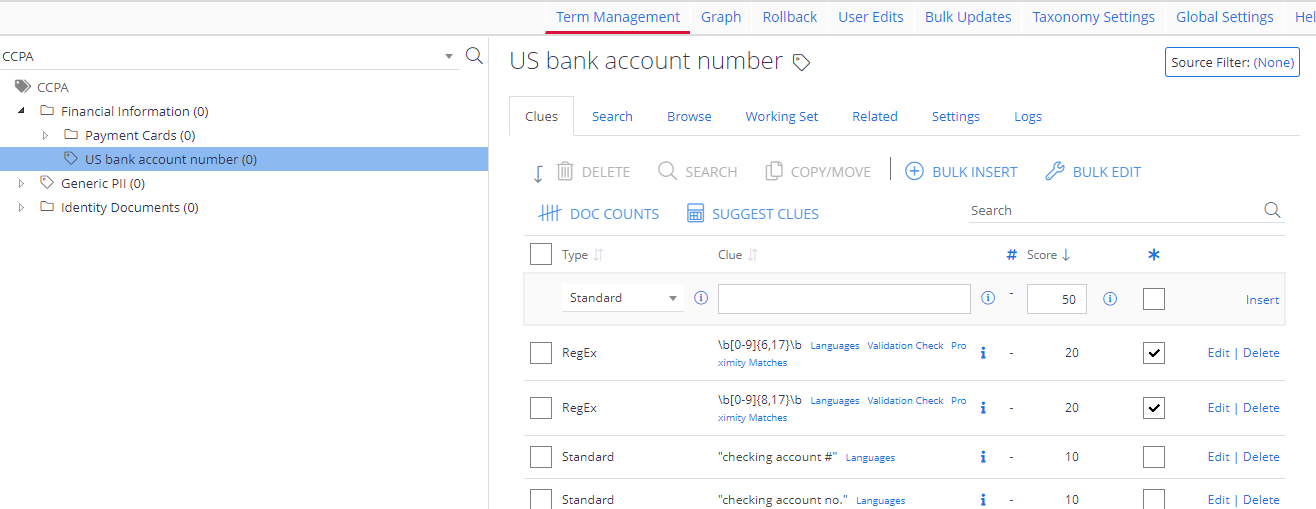 Term Management Graph Rollback User Edits Bulk Updates Taxonomy Settings Global Settings Hel
CCPA
CCPA
Financial Information (0)
Payment Cards (0)
US bank account number (0)
Generic PII (0)
Identity Documents (0)
US bank account number
Source Filter: (None)
Clues Search Browse Working Set Related Settings Logs
DELETE SEARCH COPY/MOVE BULK INSERT BULK EDIT
DOC COUNTS SUGGEST CLUES Search
Type Clue # Score *
Standard - 50 Insert
RegEx \b[0-9]{6,17}\b Languages Validation Check Pro
ximity Matches - 20 Edit | Delete
RegEx \b[0-9]{8,17}\b Languages Validation Check Pro
ximity Matches - 20 Edit | Delete
Standard "checking account #" Languages - 10 Edit | Delete
Standard "checking account no." Languages - 10 Edit | Delete